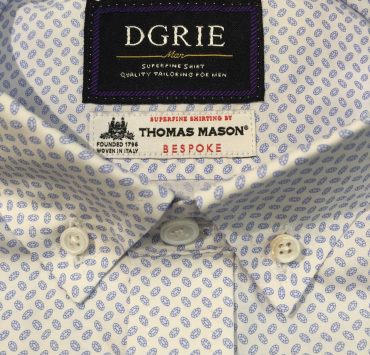 DGRIE
Man
SUPERFINE SHIRT
QUALITY TAILORING FOR MEN
SUPERFINE SHIRTING BY
THOMAS MASON®
FOUNDED 1796
WOVEN IN ITALY
BESPOKE